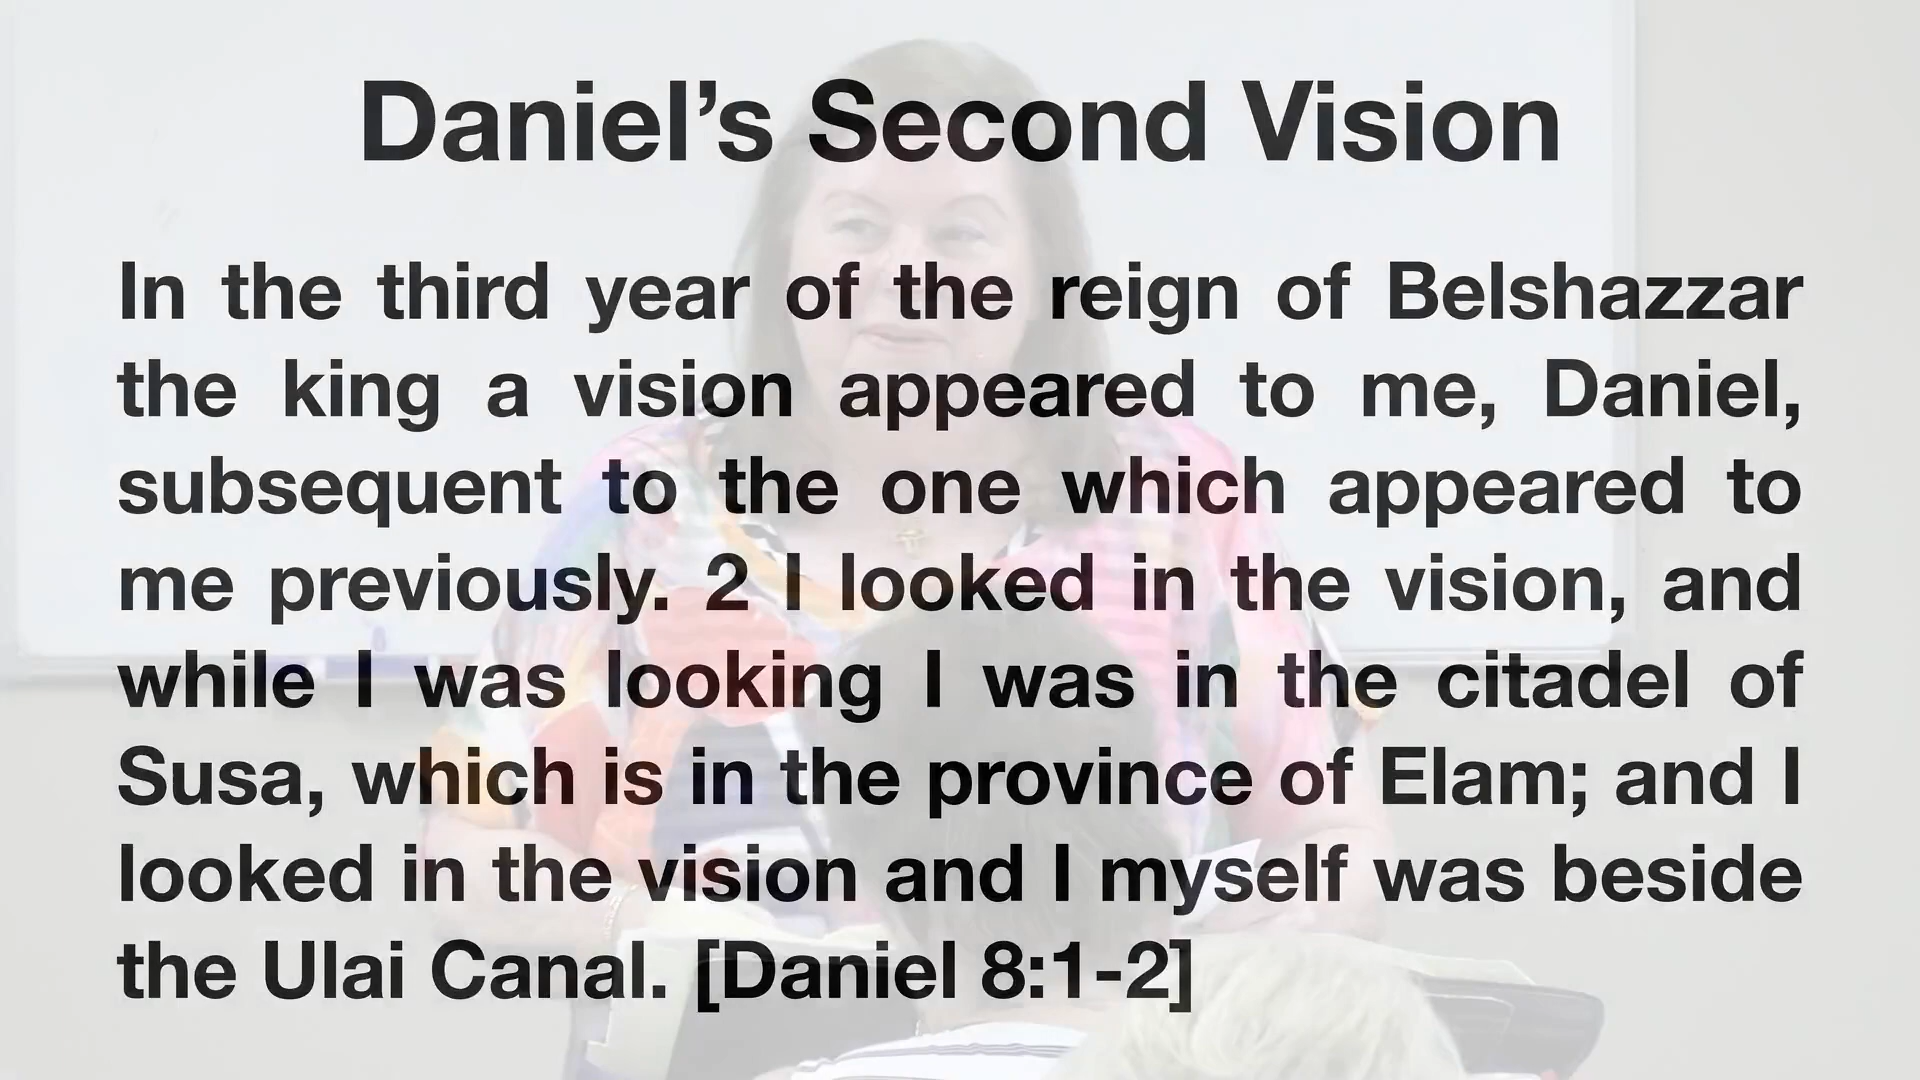 Daniel’s Second Vision
In the third year of the reign of Belshazzar
the king a vision appeared to me, Daniel,
subsequent to the one which appeared to
me previously. 2 I looked in the vision, and
while I was looking I was in the citadel of
Susa, which is in the province of Elam; and I
looked in the vision and I myself was beside
the Ulai Canal. [Daniel 8:1-2]